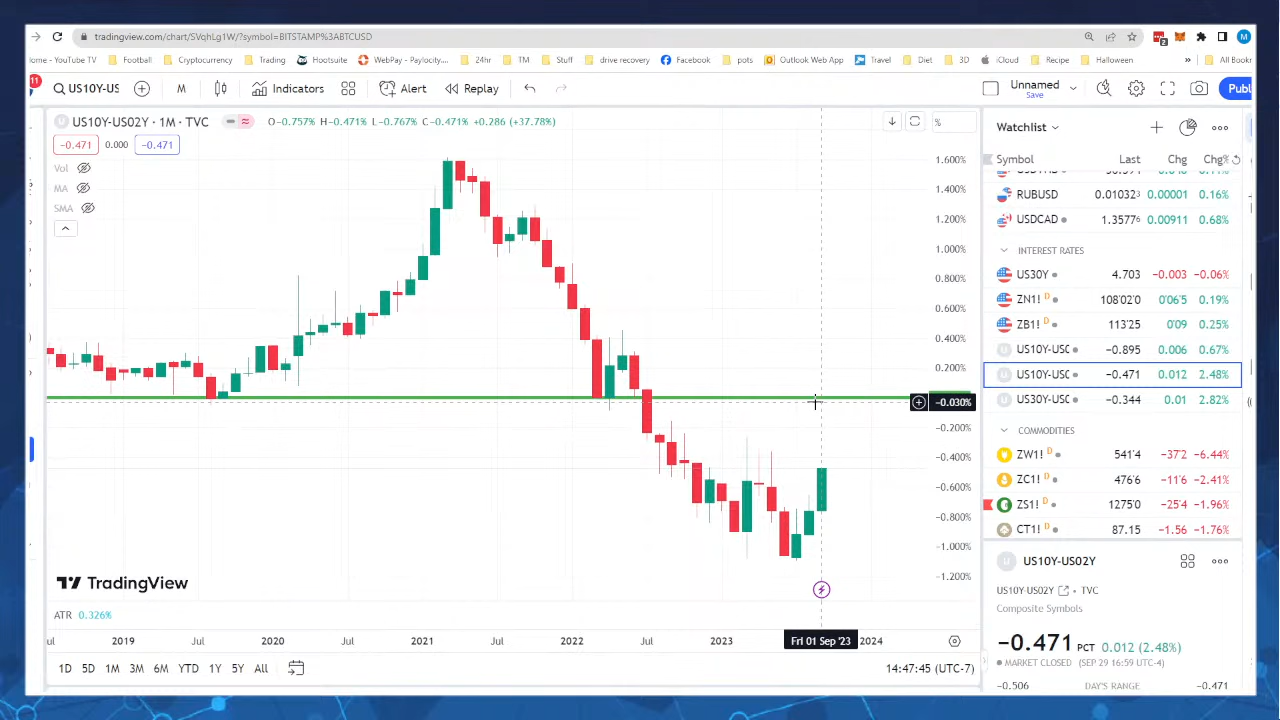 tradingview.com/chart/SVqhLg1W/?symbol=BITSTAMP%3ABTCUSD
Home - YouTube TV Football Cryptocurrency Trading Hootsuite WebPay - Paylocity... 24hr TM Stuff drive recovery Facebook pots Outlook Web App Travel Diet 3D iCloud Recipe Halloween » All Book
11 US10Y-US M Indicators Alert Replay Unnamed Save Publ
US10Y-US02Y · 1M · TVC O−0.757% H−0.471% L−0.767% C−0.471% +0.286 (+37.78%) %
−0.471 0.000 −0.471
Vol
MA
SMA
1.600%
1.400%
1.200%
1.000%
0.800%
0.600%
0.400%
0.200%
−0.030%
−0.200%
−0.400%
−0.600%
−0.800%
−1.000%
−1.200%
TradingView
ATR 0.326%
2019 Jul 2020 Jul 2021 Jul 2022 Jul 2023 Fri 01 Sep '23 2024
1D 5D 1M 3M 6M YTD 1Y 5Y All 14:47:45 (UTC-7)
Watchlist
Symbol Last Chg Chg%
RUBUSD 0.010323 0.00001 0.16%
USDCAD 1.35776 0.00911 0.68%
INTEREST RATES
US30Y 4.703 −0.003 −0.06%
ZN1! D 108'02'0 0'06'5 0.19%
ZB1! D 113'25 0'09 0.25%
US10Y-USC −0.895 0.006 0.67%
US10Y-USC −0.471 0.012 2.48%
US30Y-USC −0.344 0.01 2.82%
COMMODITIES
ZW1! D 541'4 −37'2 −6.44%
ZC1! D 476'6 −11'6 −2.41%
ZS1! D 1275'0 −25'4 −1.96%
CT1! D 87.15 −1.56 −1.76%
US10Y-US02Y
US10Y-US02Y TVC
Composite Symbols
−0.471 PCT 0.012 (2.48%)
MARKET CLOSED (SEP 29 16:59 UTC-4)
−0.506 DAY'S RANGE −0.471